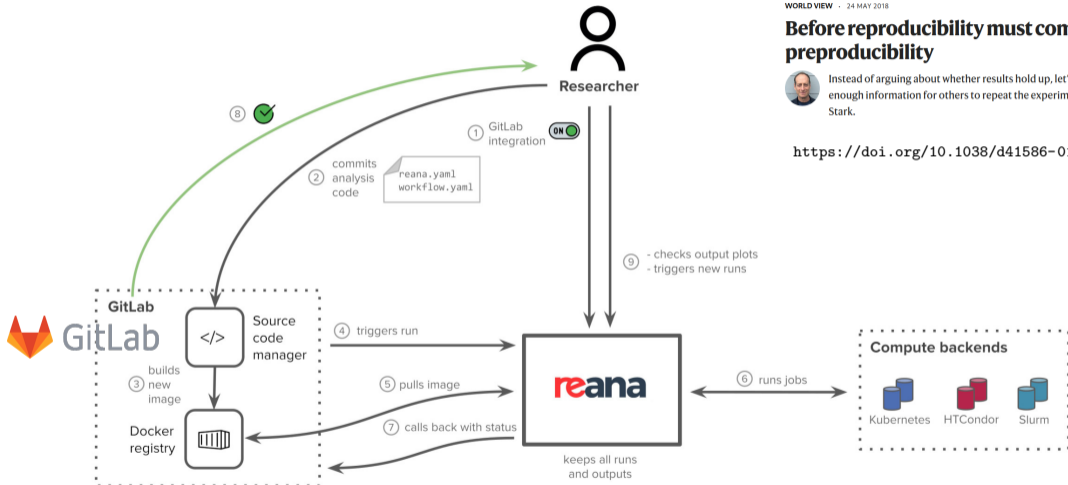 WORLD VIEW · 24 MAY 2018
Before reproducibility must com
preproducibility
Instead of arguing about whether results hold up, let'
enough information for others to repeat the experim
Stark.
https://doi.org/10.1038/d41586-01
Researcher
8
1 GitLab
integration
ON
2 commits
analysis
code
reana.yaml
workflow.yaml
9 - checks output plots
- triggers new runs
GitLab
GitLab
</>
Source
code
manager
3 builds
new
image
Docker
registry
4 triggers run
5 pulls image
7 calls back with status
reana
keeps all runs
and outputs
6 runs jobs
Compute backends
Kubernetes
HTCondor
Slurm